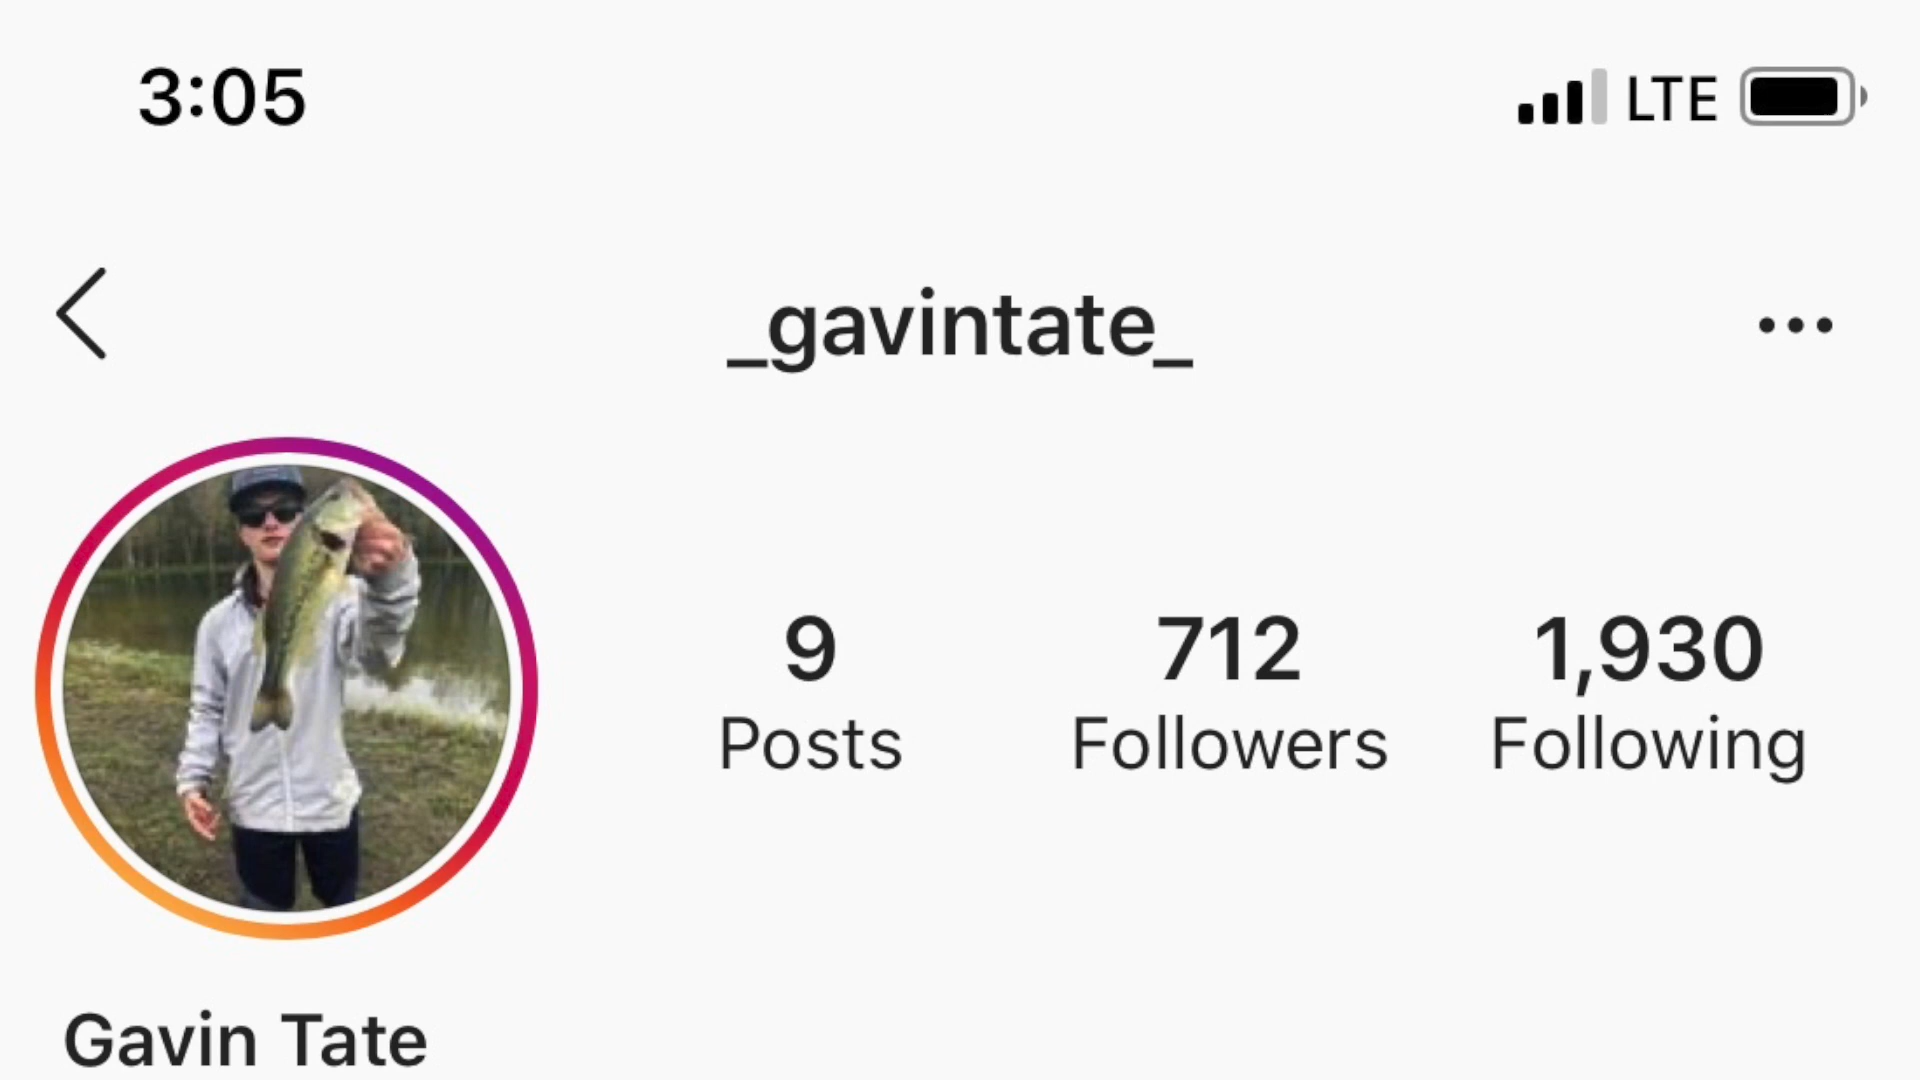 3:05 LTE
_gavintate_
9 712 1,930
Posts Followers Following
Gavin Tate